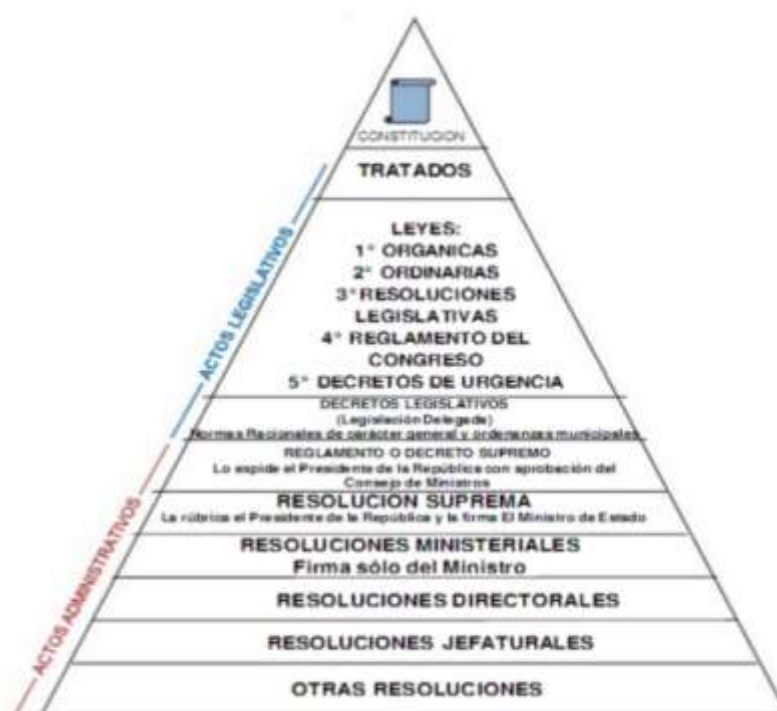 CONSTITUCION
TRATADOS
LEYES:
1° ORGANICAS
2° ORDINARIAS
3° RESOLUCIONES
LEGISLATIVAS
4° REGLAMENTO DEL
CONGRESO
5° DECRETOS DE URGENCIA
DECRETOS LEGISLATIVOS
(Legislación Delegada)
Normas Regionales de carácter general y ordenanzas municipales
REGLAMENTO O DECRETO SUPREMO
Lo expide el Presidente de la República con aprobación del
Consejo de Ministros
RESOLUCION SUPREMA
La rúbrica el Presidente de la República y la firma El Ministro de Estado
RESOLUCIONES MINISTERIALES
Firma sólo del Ministro
RESOLUCIONES DIRECTORALES
RESOLUCIONES JEFATURALES
OTRAS RESOLUCIONES
ACTOS LEGISLATIVOS
ACTOS ADMINISTRATIVOS